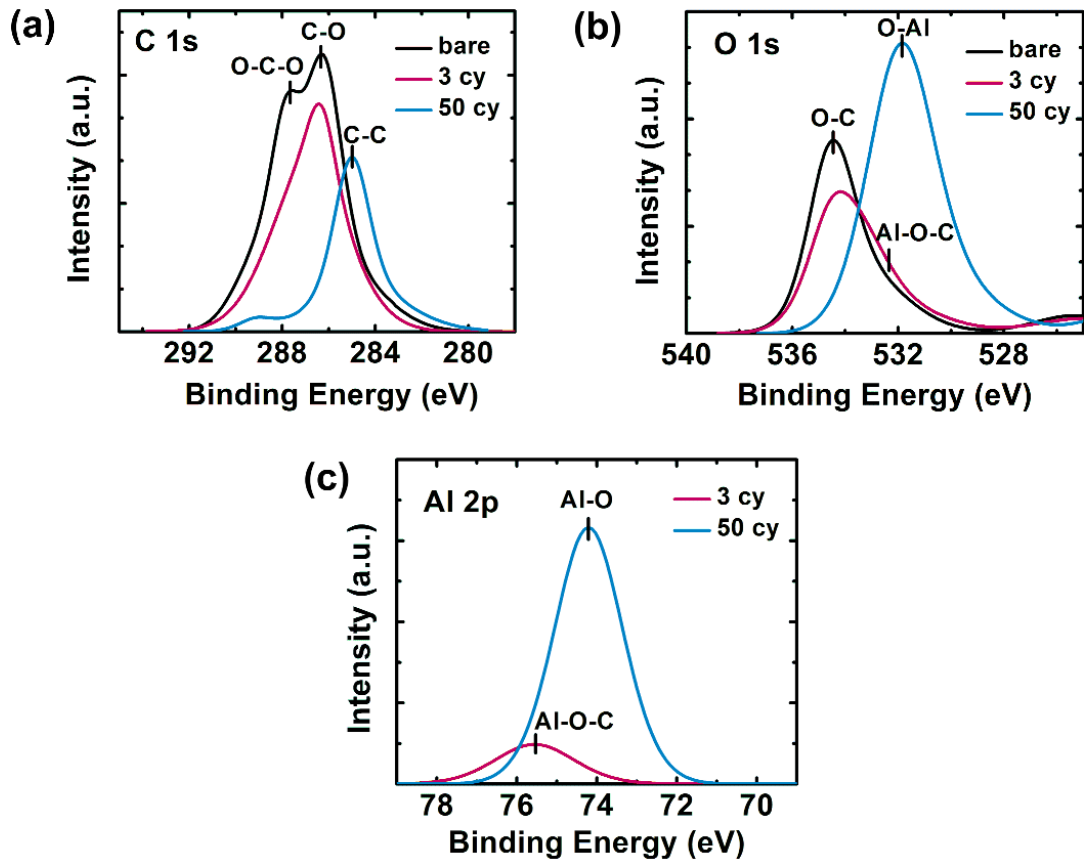 (a)
C 1s
O-C-O
C-O
C-C
bare
3 cy
50 cy
Intensity (a.u.)
292 288 284 280
Binding Energy (eV)
(b)
O 1s
O-Al
O-C
Al-O-C
bare
3 cy
50 cy
Intensity (a.u.)
540 536 532 528
Binding Energy (eV)
(c)
Al 2p
Al-O
Al-O-C
3 cy
50 cy
Intensity (a.u.)
78 76 74 72 70
Binding Energy (eV)